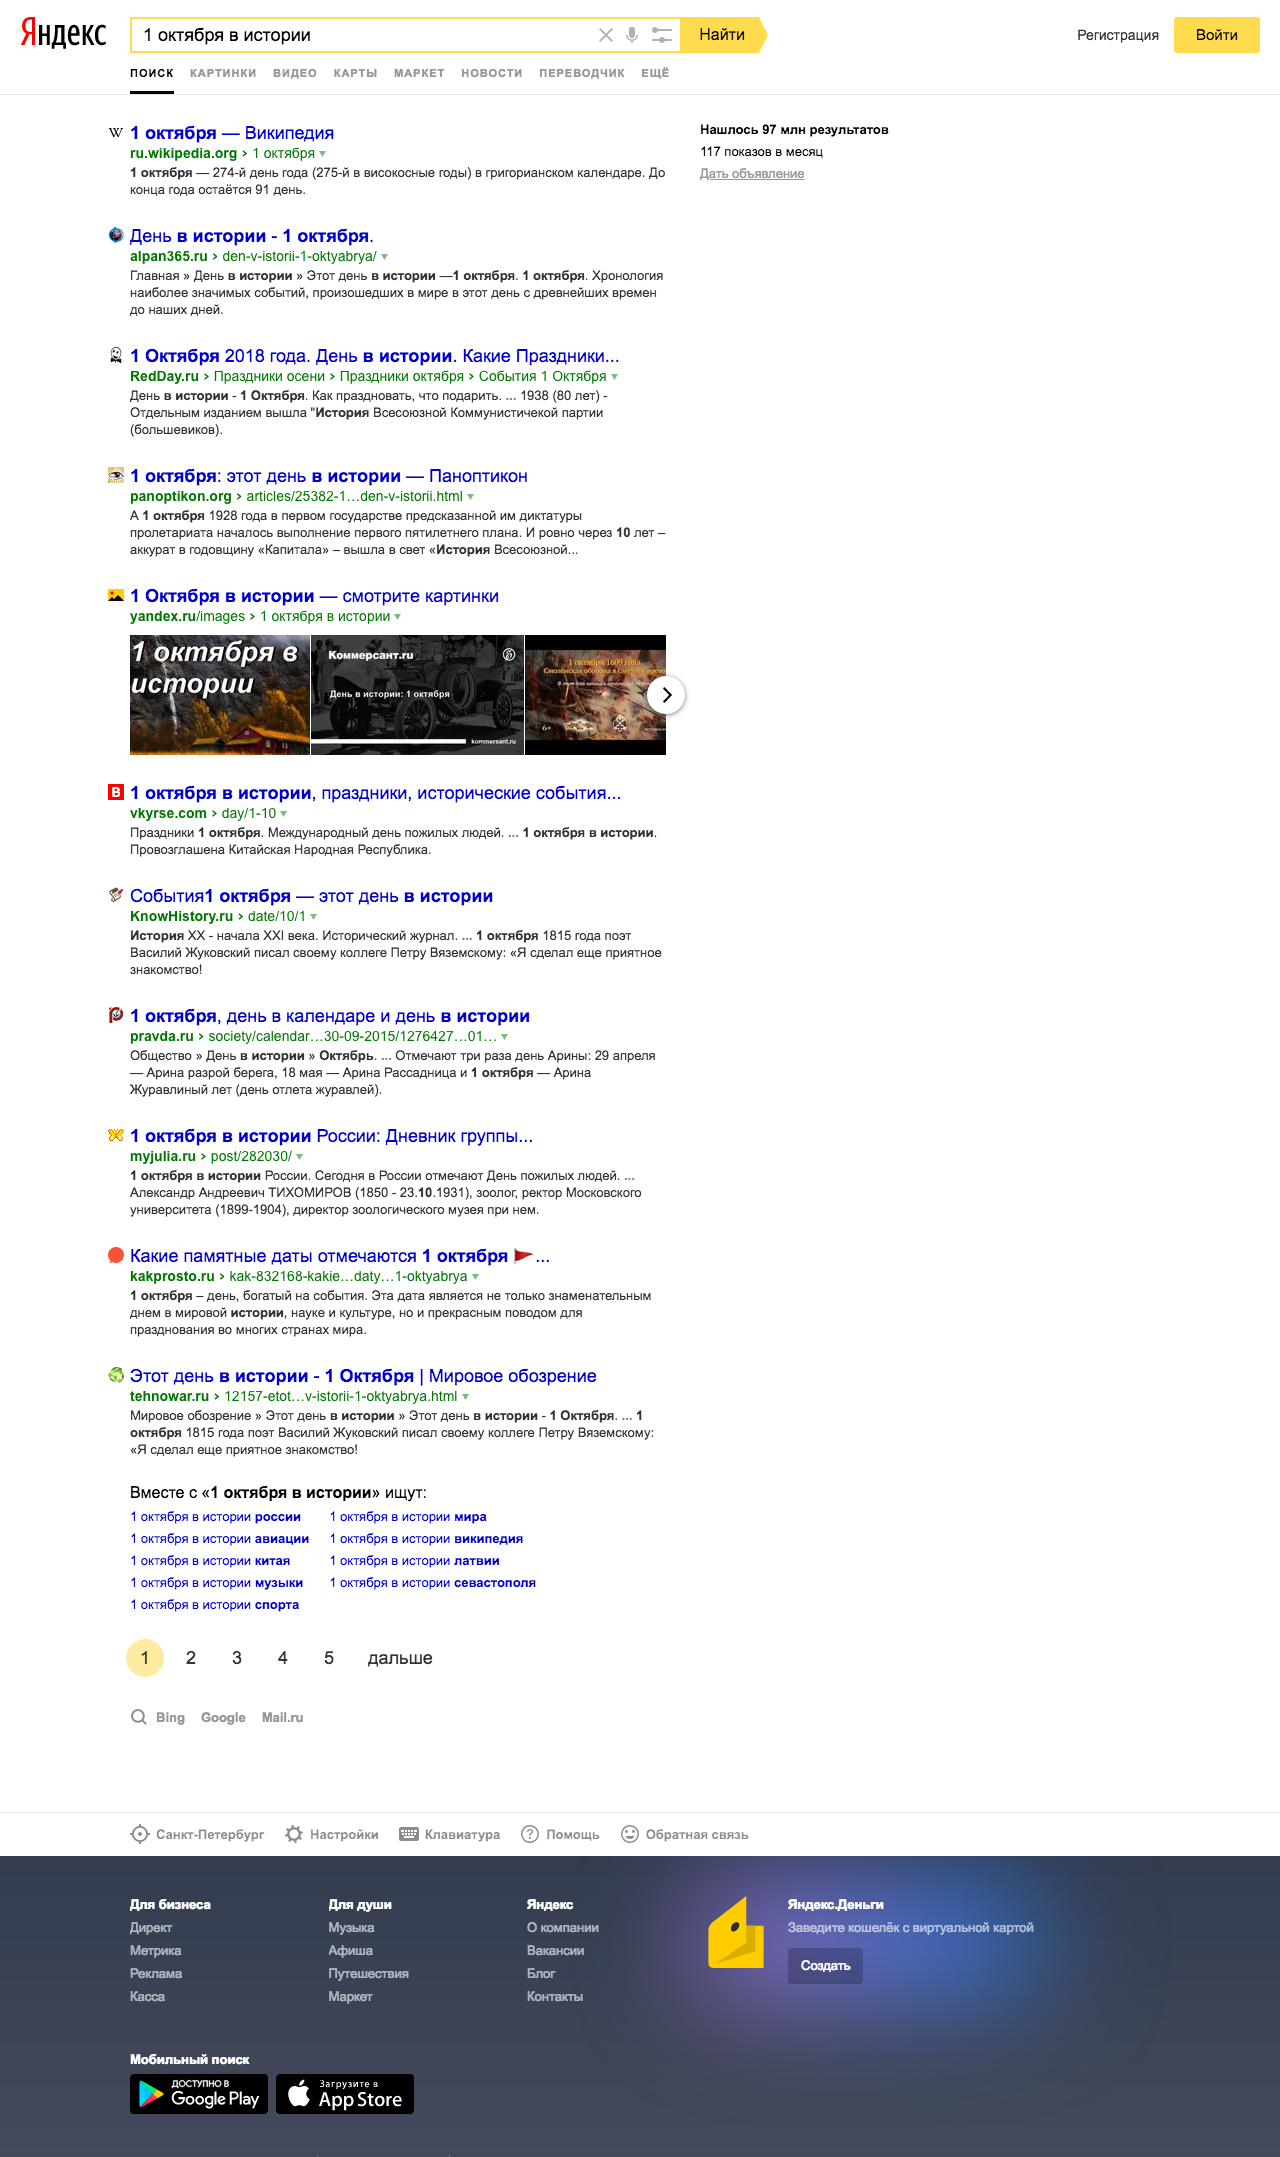 Яндекс
1 октября в истории
Найти
Регистрация
Войти
ПОИСК КАРТИНКИ ВИДЕО КАРТЫ МАРКЕТ НОВОСТИ ПЕРЕВОДЧИК ЕЩЁ
1 октября — Википедия
ru.wikipedia.org › 1 октября
1 октября — 274-й день года (275-й в високосные годы) в григорианском календаре. До
конца года остаётся 91 день.
Нашлось 97 млн результатов
117 показов в месяц
Дать объявление
День в истории - 1 октября.
alpan365.ru › den-v-istorii-1-oktyabrya/
Главная » День в истории » Этот день в истории —1 октября. 1 октября. Хронология
наиболее значимых событий, произошедших в мире в этот день с древнейших времен
до наших дней.
1 Октября 2018 года. День в истории. Какие Праздники...
RedDay.ru › Праздники осени › Праздники октября › События 1 Октября
День в истории - 1 Октября. Как праздновать, что подарить. ... 1938 (80 лет) -
Отдельным изданием вышла "История Всесоюзной Коммунистичекой партии
(большевиков).
1 октября: этот день в истории — Паноптикон
panoptikon.org › articles/25382-1…den-v-istorii.html
А 1 октября 1928 года в первом государстве предсказанной им диктатуры
пролетариата началось выполнение первого пятилетнего плана. И ровно через 10 лет –
аккурат в годовщину «Капитала» – вышла в свет «История Всесоюзной...
1 Октября в истории — смотрите картинки
yandex.ru/images › 1 октября в истории
1 октября в
истории
Коммерсант.ru
День в истории: 1 октября
kommersant.ru
1 октября 1609 года
Смоленская оборона в Смутное время
6+
1 октября в истории, праздники, исторические события...
vkyrse.com › day/1-10
Праздники 1 октября. Международный день пожилых людей. ... 1 октября в истории.
Провозглашена Китайская Народная Республика.
События1 октября — этот день в истории
KnowHistory.ru › date/10/1
История XX - начала XXI века. Исторический журнал. ... 1 октября 1815 года поэт
Василий Жуковский писал своему коллеге Петру Вяземскому: «Я сделал еще приятное
знакомство!
1 октября, день в календаре и день в истории
pravda.ru › society/calendar…30-09-2015/1276427…01…
Общество » День в истории » Октябрь. ... Отмечают три раза день Арины: 29 апреля
— Арина разрой берега, 18 мая — Арина Рассадница и 1 октября — Арина
Журавлиный лет (день отлета журавлей).
1 октября в истории России: Дневник группы...
myjulia.ru › post/282030/
1 октября в истории России. Сегодня в России отмечают День пожилых людей. ...
Александр Андреевич ТИХОМИРОВ (1850 - 23.10.1931), зоолог, ректор Московского
университета (1899-1904), директор зоологического музея при нем.
Какие памятные даты отмечаются 1 октября 🚩...
kakprosto.ru › kak-832168-kakie…daty…1-oktyabrya
1 октября – день, богатый на события. Эта дата является не только знаменательным
днем в мировой истории, науке и культуре, но и прекрасным поводом для
празднования во многих странах мира.
Этот день в истории - 1 Октября | Мировое обозрение
tehnowar.ru › 12157-etot…v-istorii-1-oktyabrya.html
Мировое обозрение » Этот день в истории » Этот день в истории - 1 Октября. ... 1
октября 1815 года поэт Василий Жуковский писал своему коллеге Петру Вяземскому:
«Я сделал еще приятное знакомство!
Вместе с «1 октября в истории» ищут:
1 октября в истории россии
1 октября в истории мира
1 октября в истории авиации
1 октября в истории википедия
1 октября в истории китая
1 октября в истории латвии
1 октября в истории музыки
1 октября в истории севастополя
1 октября в истории спорта
1 2 3 4 5 дальше
Bing Google Mail.ru
Санкт-Петербург Настройки Клавиатура Помощь Обратная связь
Для бизнеса
Директ
Метрика
Реклама
Касса
Для души
Музыка
Афиша
Путешествия
Маркет
Яндекс
О компании
Вакансии
Блог
Контакты
Яндекс.Деньги
Заведите кошелёк с виртуальной картой
Создать
Мобильный поиск
ДОСТУПНО В
Google Play
Загрузите в
App Store